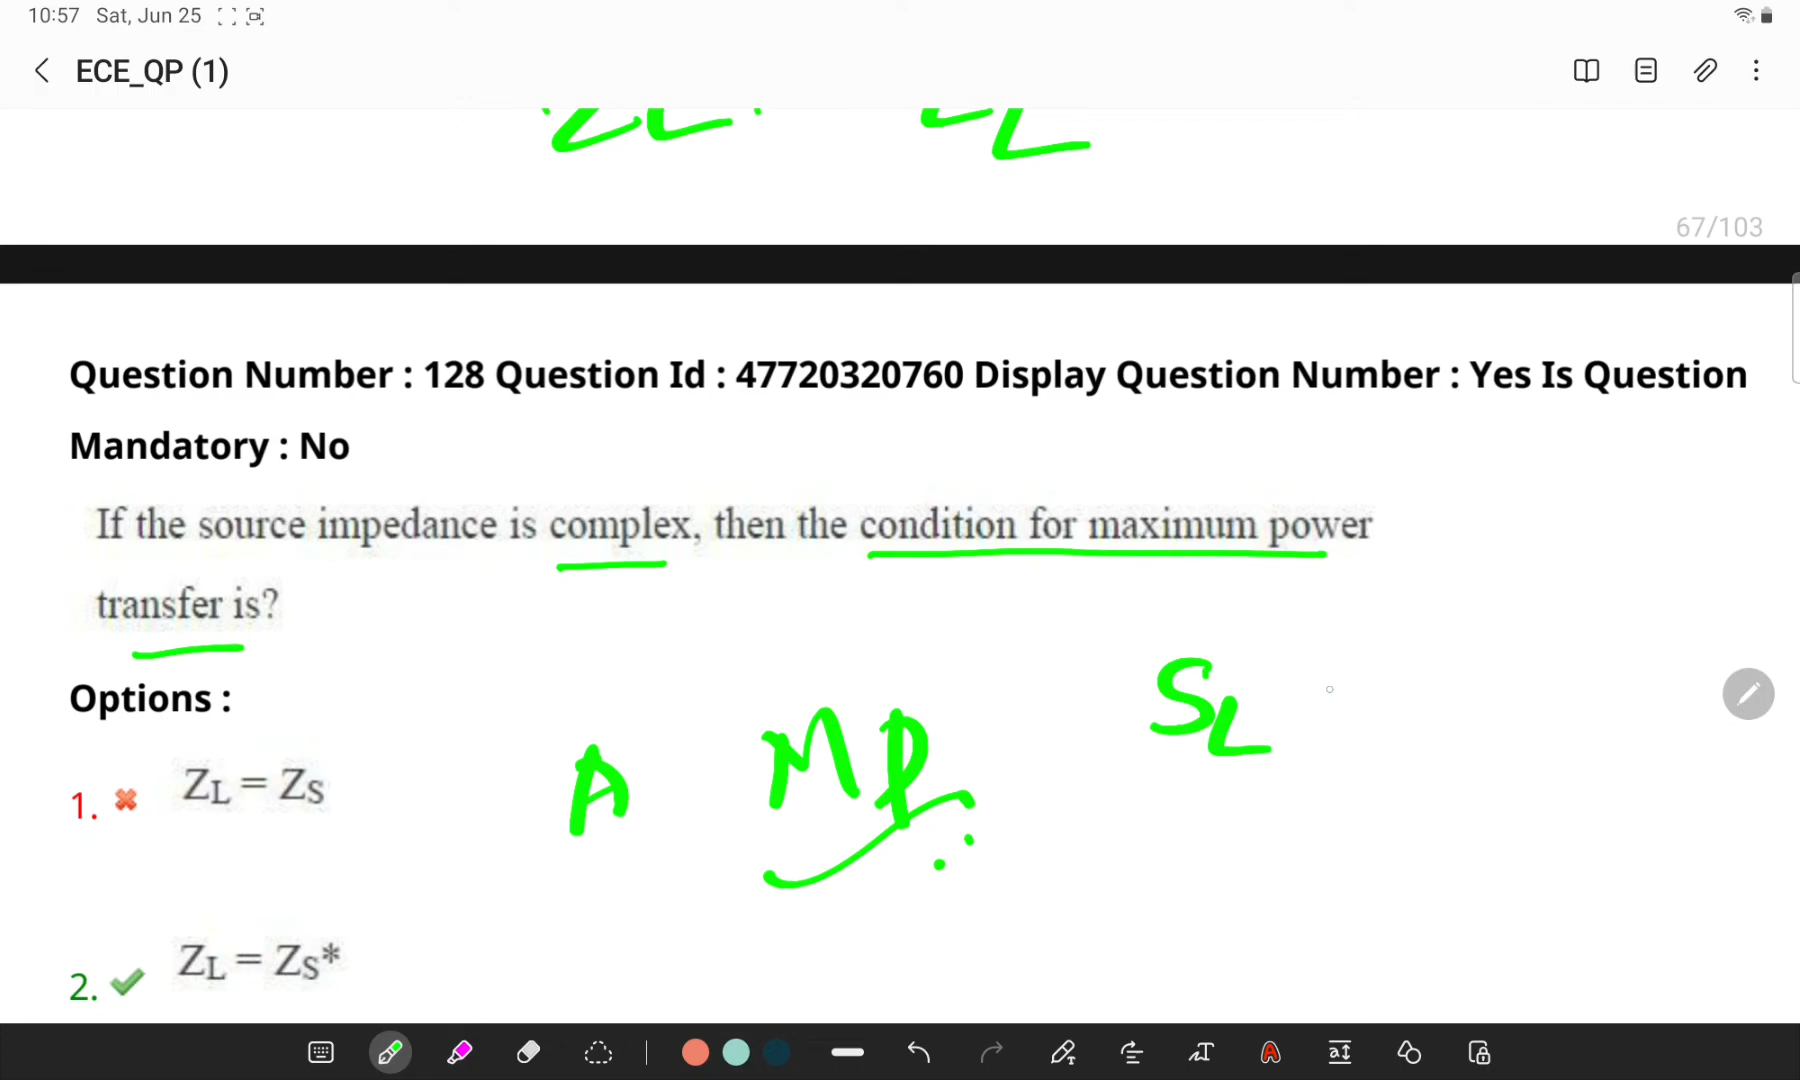 10:57 Sat, Jun 25
ECE_QP (1)
ZL. ZL
67/103
Question Number : 128 Question Id : 47720320760 Display Question Number : Yes Is Question
Mandatory : No
If the source impedance is complex, then the condition for maximum power
transfer is?
Options :
SL
A MP
1. ZL = ZS
2. ZL = ZS*